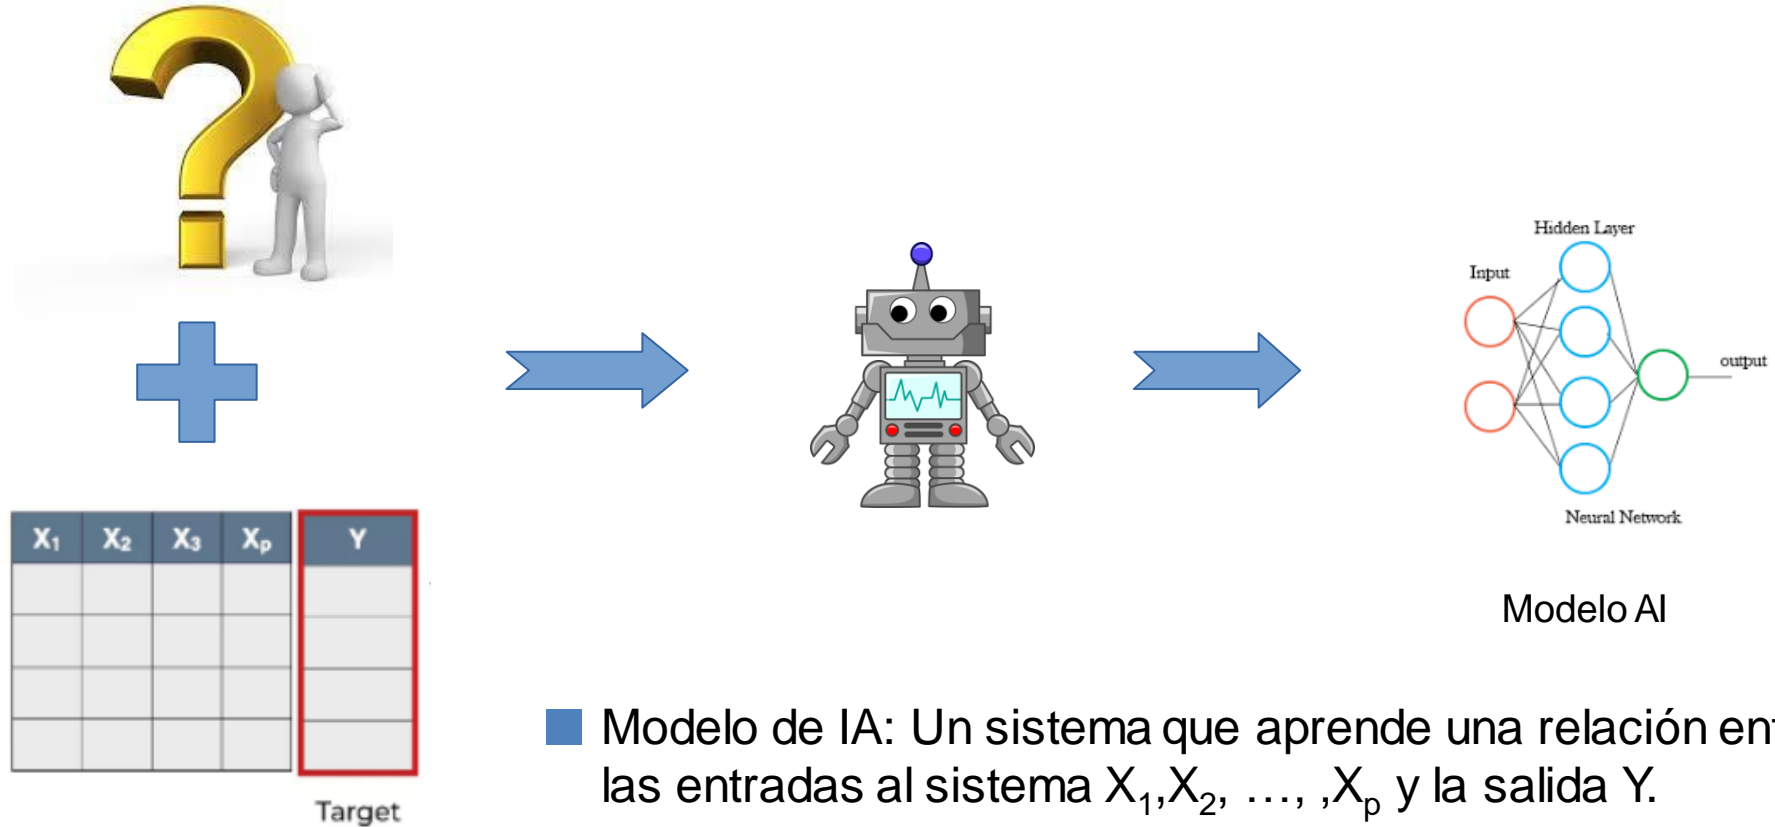 Hidden Layer
Input
output
Neural Network
X₁ X₂ X₃ Xₚ Y
Target
Modelo AI
Modelo de IA: Un sistema que aprende una relación
las entradas al sistema X₁,X₂, …, ,Xₚ y la salida Y.